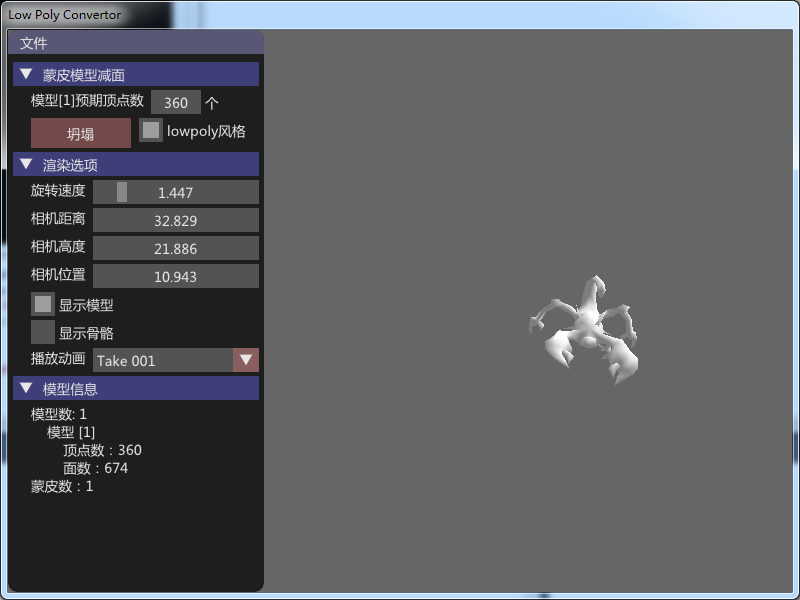 Low Poly Convertor
文件
蒙皮模型减面
模型[1]预期顶点数 360 个
坍塌 lowpoly风格
渲染选项
旋转速度 1.447
相机距离 32.829
相机高度 21.886
相机位置 10.943
显示模型
显示骨骼
播放动画 Take 001
模型信息
模型数: 1
模型 [1]
顶点数：360
面数：674
蒙皮数：1